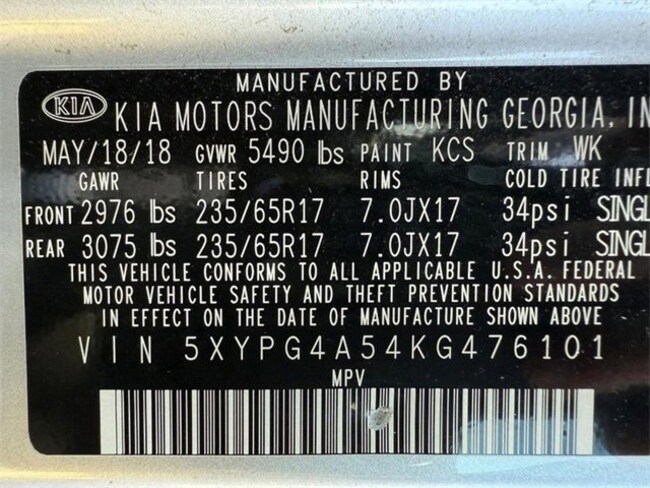 MANUFACTURED BY
KIA KIA MOTORS MANUFACTURING GEORGIA, IN
MAY/18/18 GVWR 5490 lbs PAINT KCS TRIM WK
GAWR TIRES RIMS COLD TIRE INFL
FRONT 2976 lbs 235/65R17 7.0JX17 34psi SINGL
REAR 3075 lbs 235/65R17 7.0JX17 34psi SINGL
THIS VEHICLE CONFORMS TO ALL APPLICABLE U.S.A. FEDERAL
MOTOR VEHICLE SAFETY AND THEFT PREVENTION STANDARDS
IN EFFECT ON THE DATE OF MANUFACTURE SHOWN ABOVE
VIN 5XYPG4A54KG476101
MPV